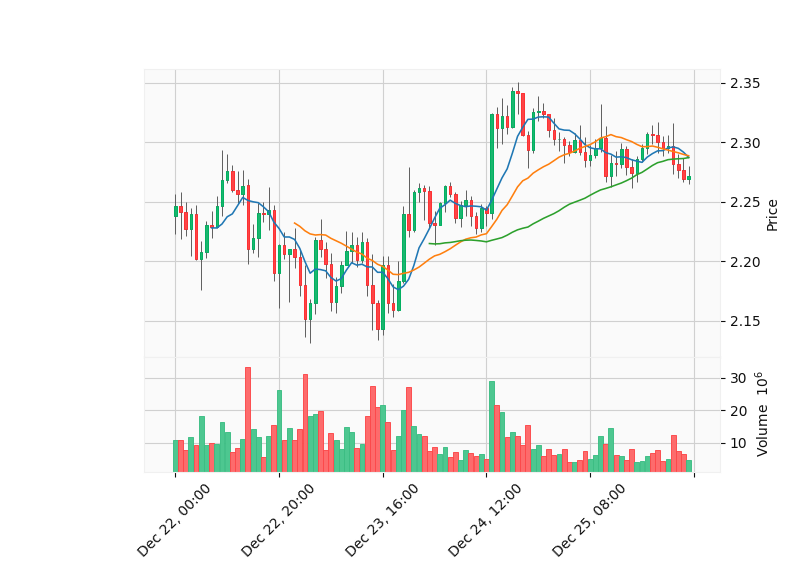 2.35
2.30
2.25
2.20
2.15
Price
30
20
10
Volume 10^6
Dec 22, 00:00
Dec 22, 20:00
Dec 23, 16:00
Dec 24, 12:00
Dec 25, 08:00